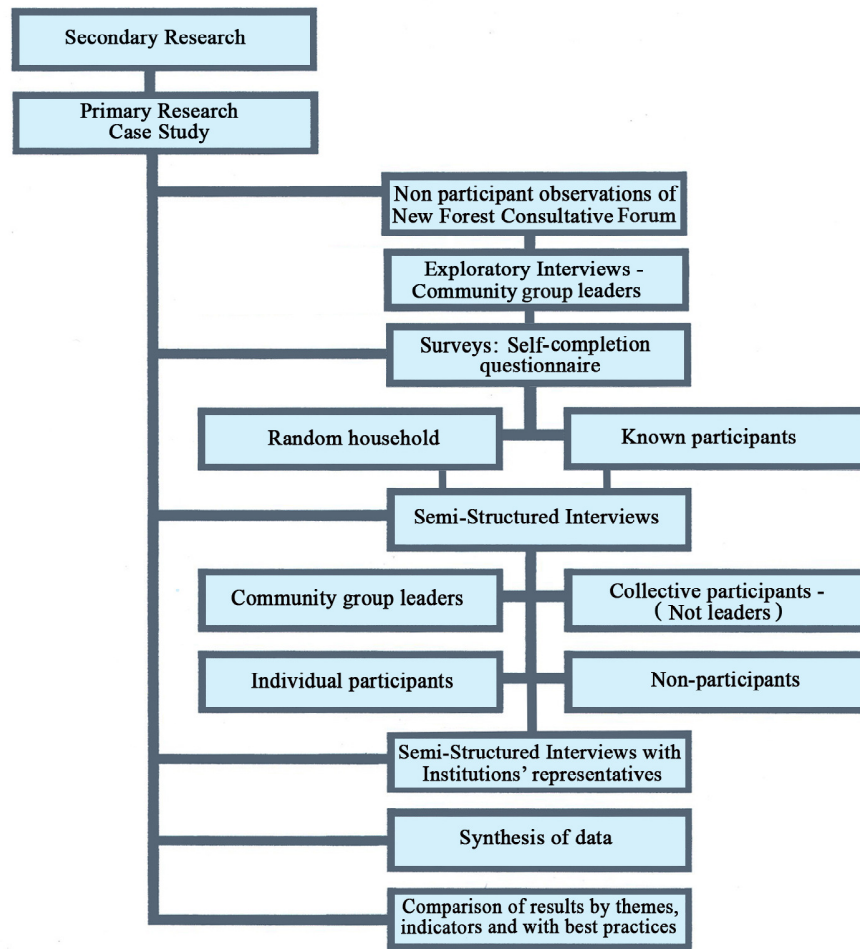 Secondary Research
Primary Research
Case Study
Non participant observations of
New Forest Consultative Forum
Exploratory Interviews -
Community group leaders
Surveys: Self-completion
questionnaire
Random household
Known participants
Semi-Structured Interviews
Community group leaders
Collective participants -
( Not leaders )
Individual participants
Non-participants
Semi-Structured Interviews with
Institutions’ representatives
Synthesis of data
Comparison of results by themes,
indicators and with best practices